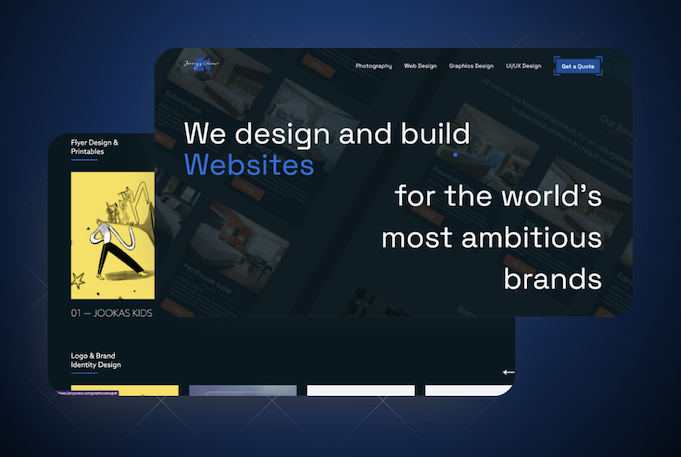 Photography Web Design Graphics Design UI/UX Design Get a Quote
We design and build
Websites
for the world's
most ambitious
brands
Flyer Design &
Printables
01 — JOOKAS KIDS
Logo & Brand
Identity Design